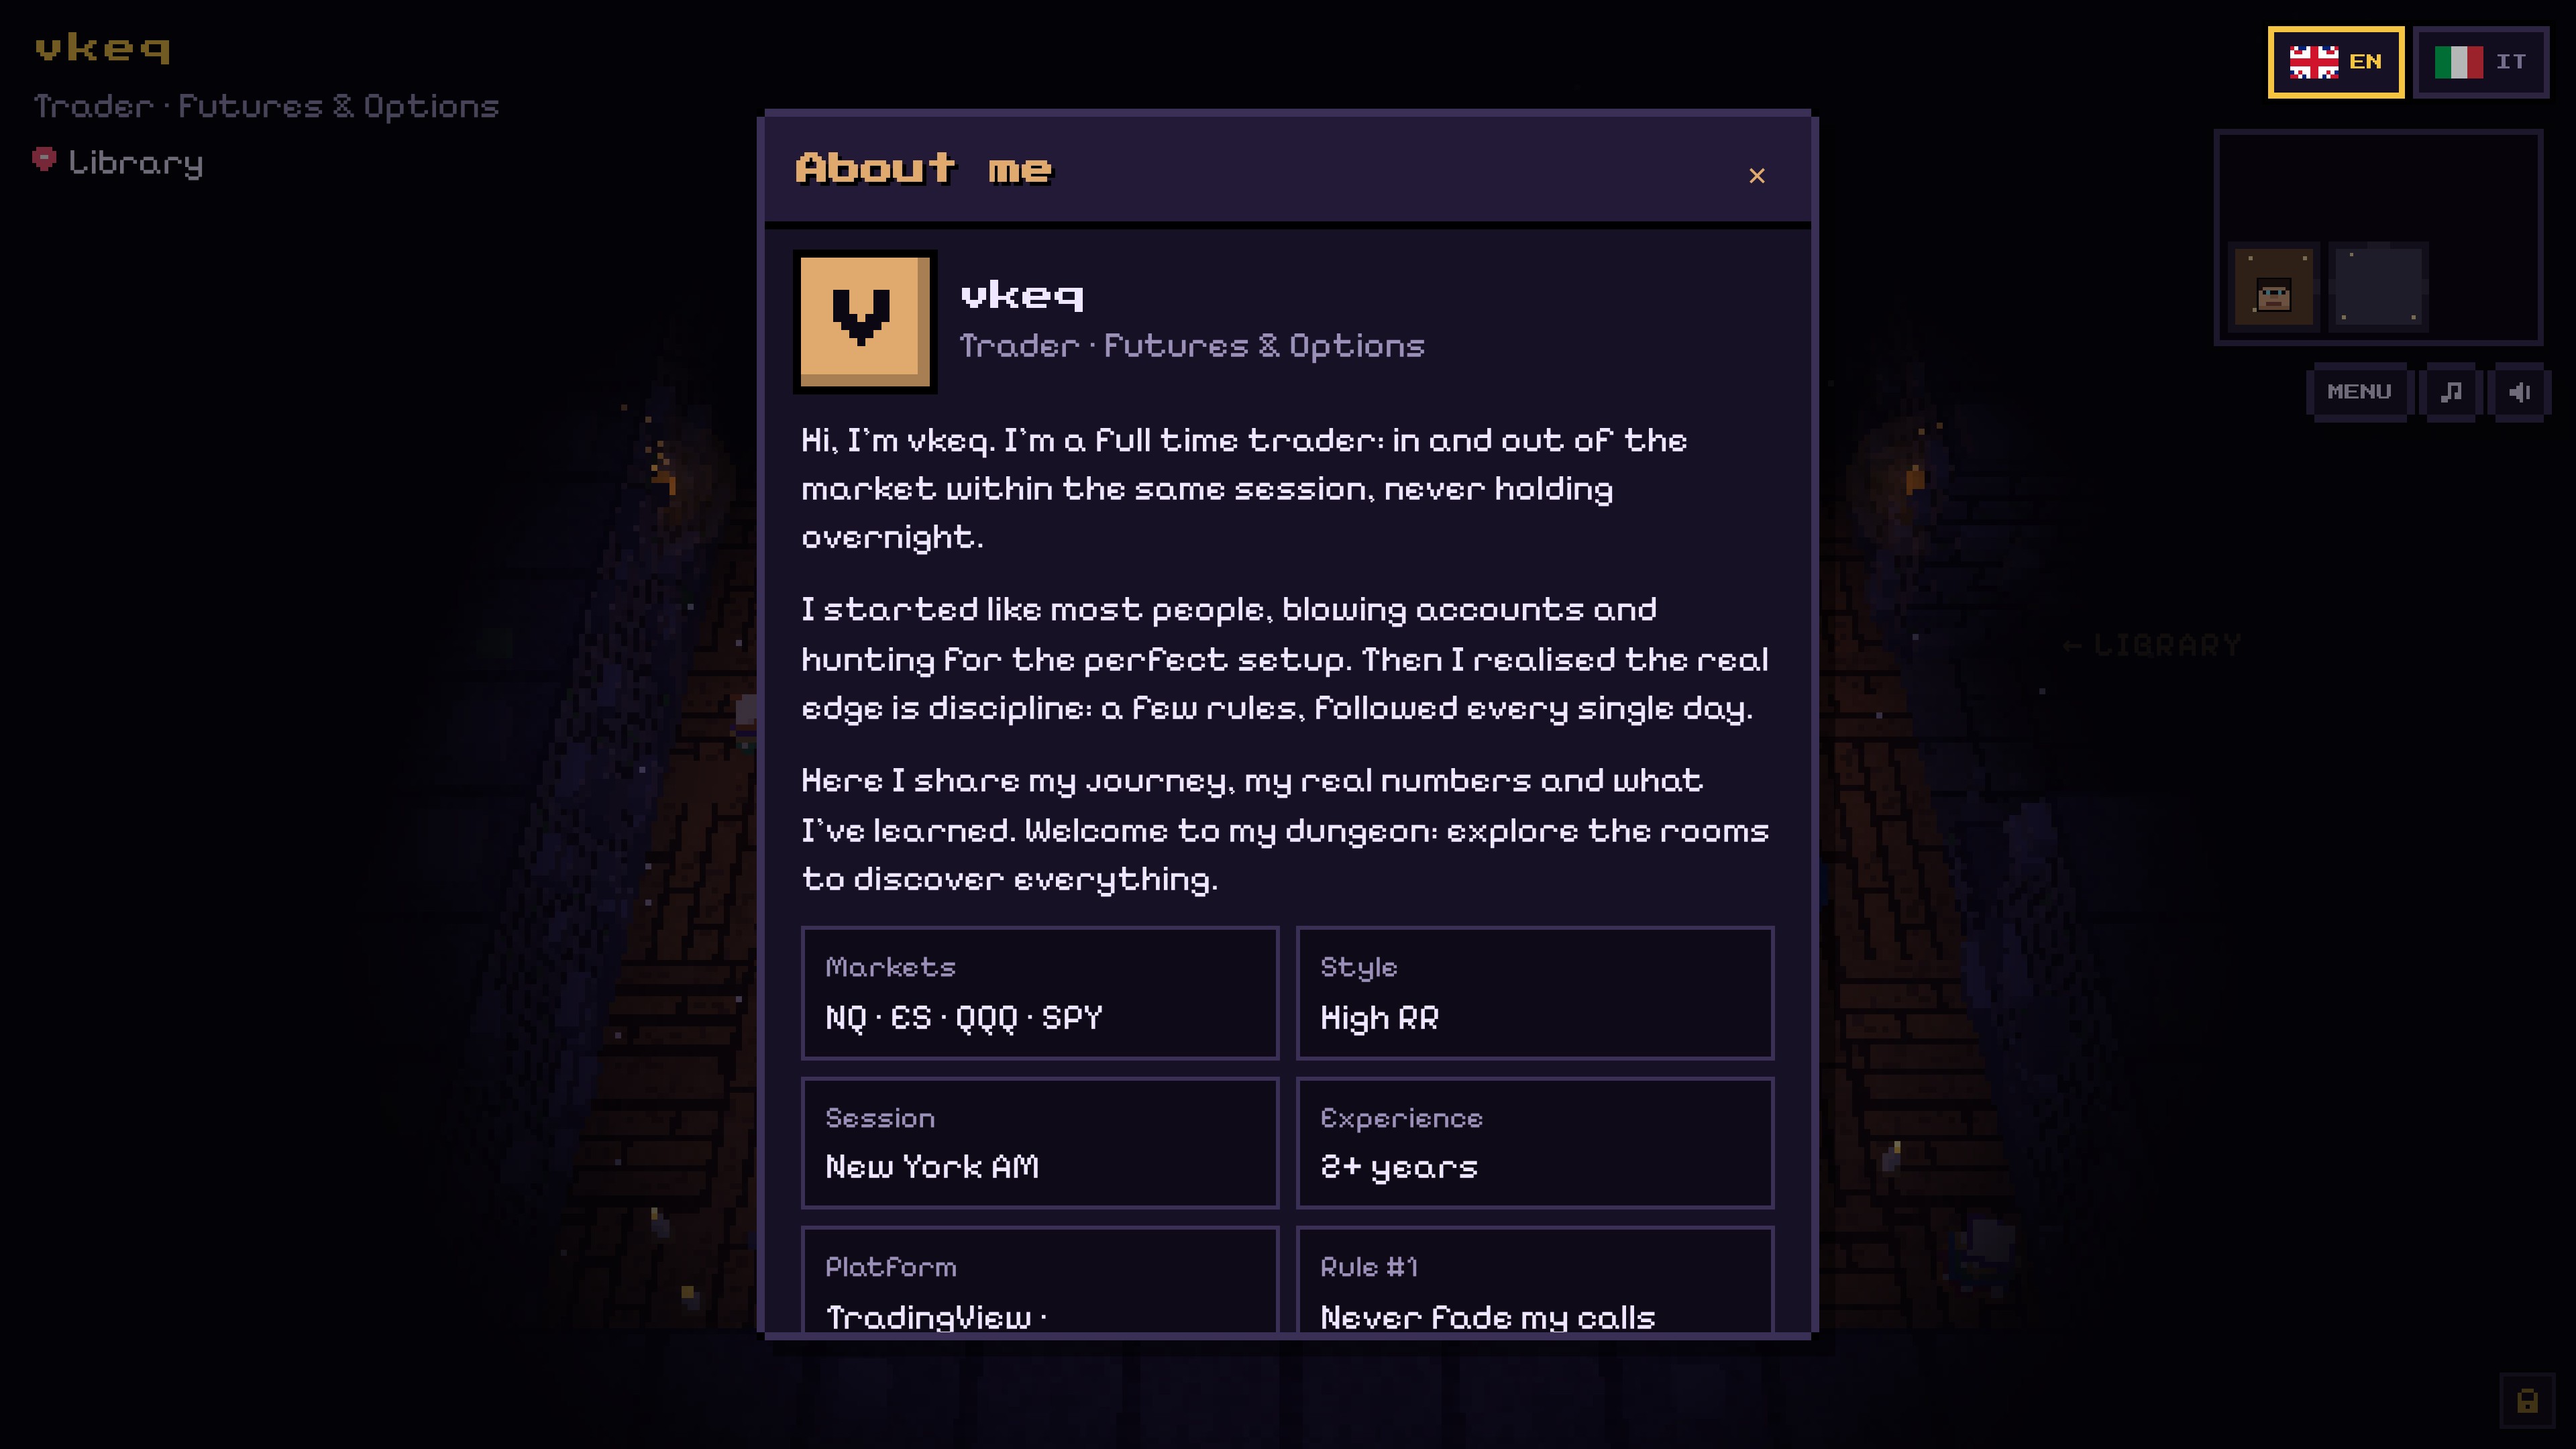 vkeq
Trader · Futures & Options
Library
EN
IT
About me
×
V
vkeq
Trader · Futures & Options
Hi, I'm vkeq. I'm a full time trader: in and out of the
market within the same session, never holding
overnight.
I started like most people, blowing accounts and
hunting for the perfect setup. Then I realised the real
edge is discipline: a few rules, followed every single day.
Here I share my journey, my real numbers and what
I've learned. Welcome to my dungeon: explore the rooms
to discover everything.
Markets
NQ · ES · QQQ · SPY
Style
High RR
Session
New York AM
Experience
2+ years
Platform
TradingView ·
Rule #1
Never fade my calls
MENU
← LIBRARY